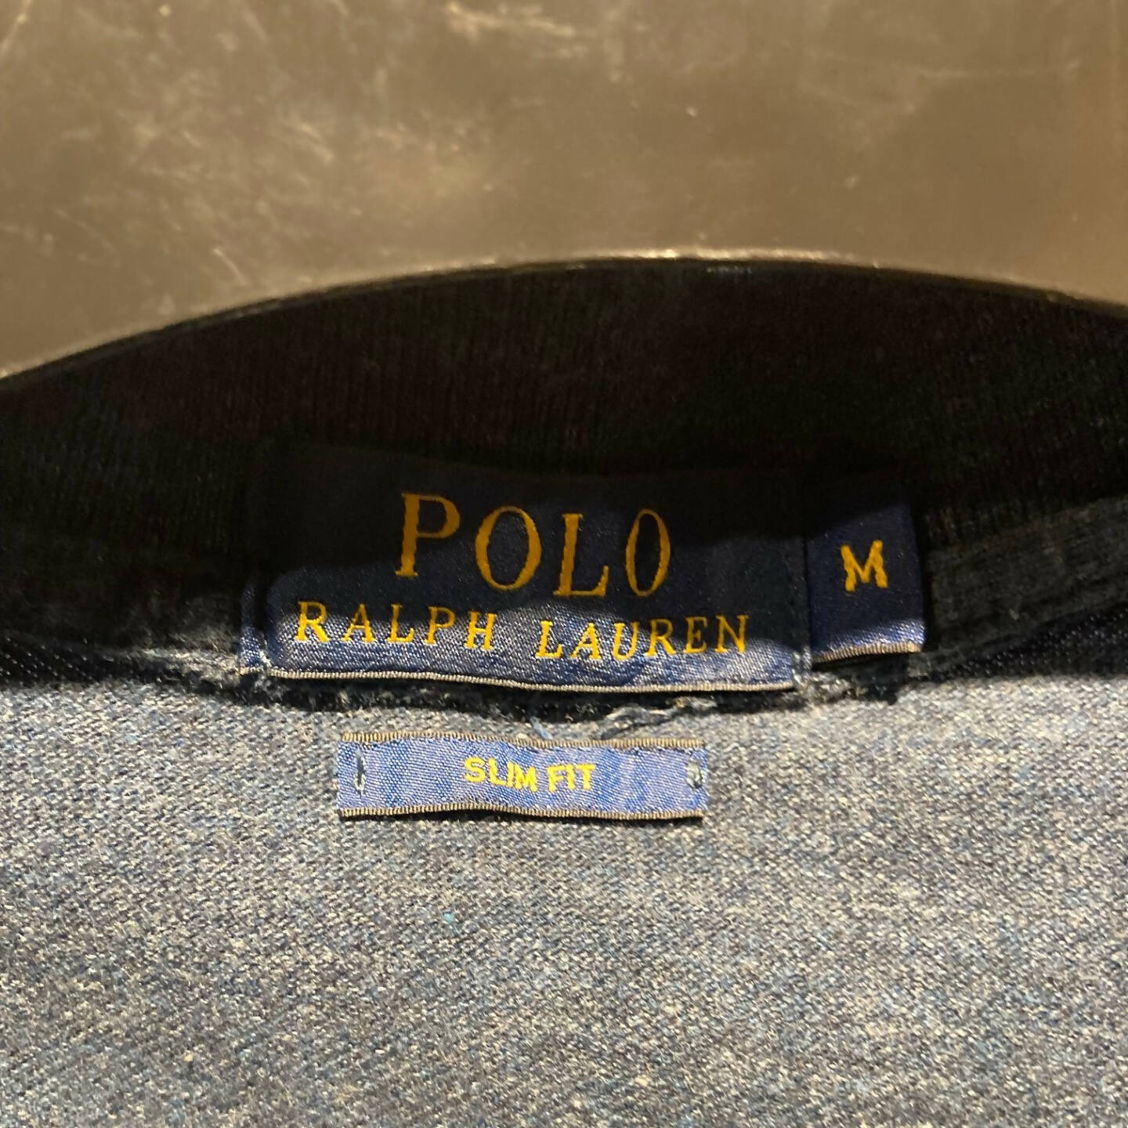 POLO
RALPH LAUREN
M
SLIM FIT